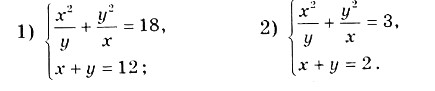 1) { x²/y + y²/x = 18,
x + y = 12;
2) { x²/y + y²/x = 3,
x + y = 2.